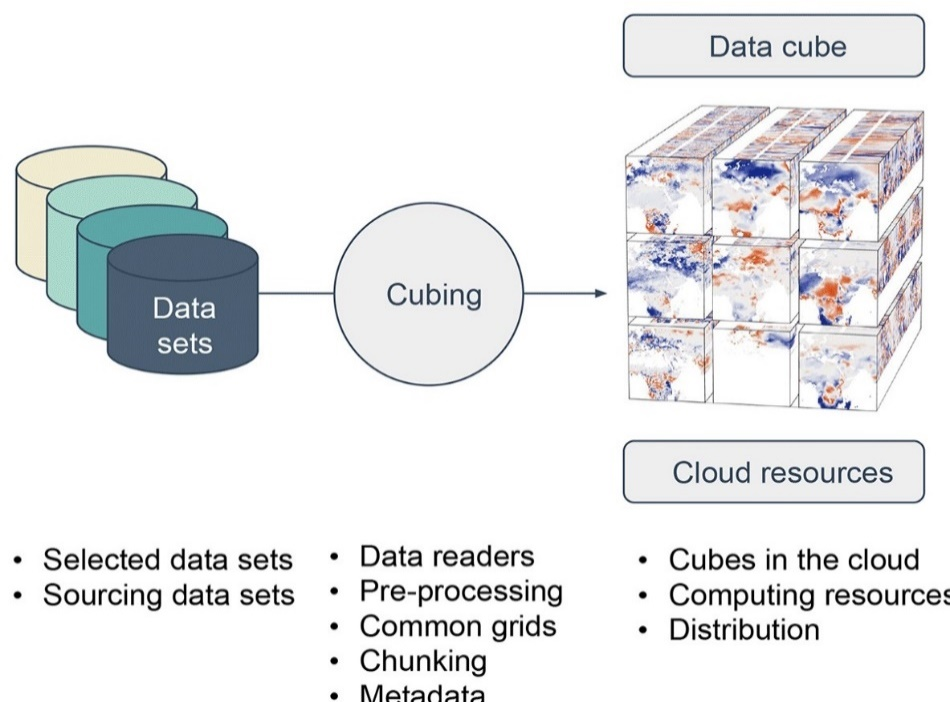 Data cube
Data
sets
Cubing
Cloud resources
• Selected data sets
• Sourcing data sets
• Data readers
• Pre-processing
• Common grids
• Chunking
• Metadata
• Cubes in the cloud
• Computing resources
• Distribution